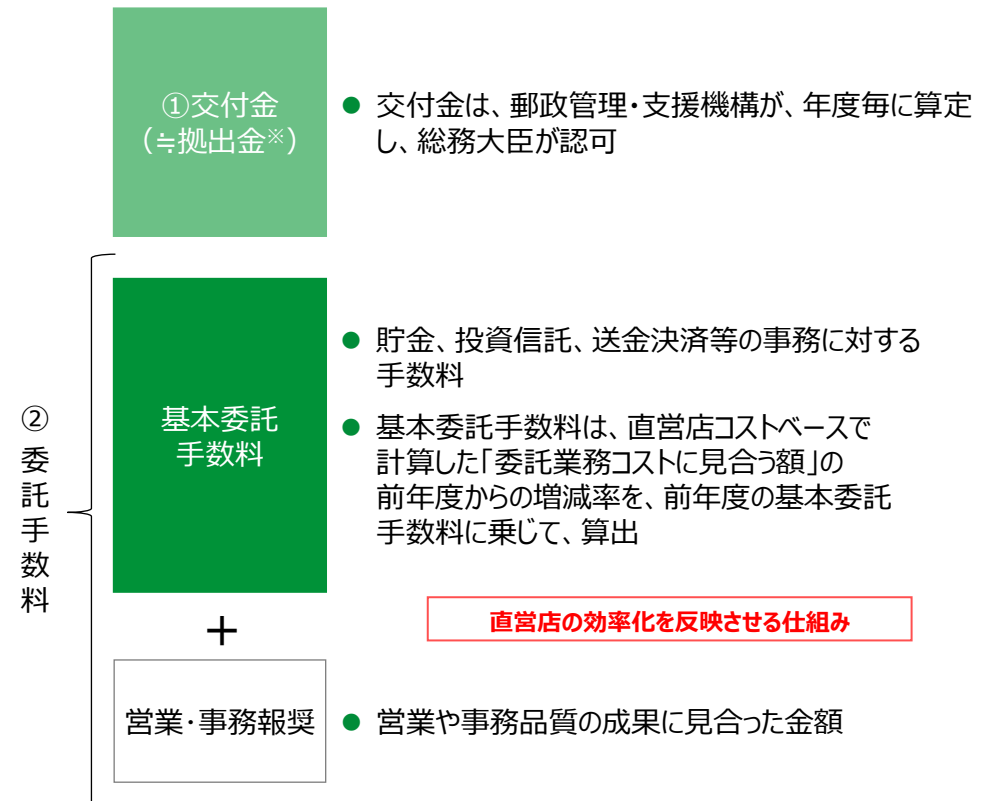 ①交付金
（≒拠出金※）
● 交付金は、郵政管理・支援機構が、年度毎に算定
し、総務大臣が認可
②委託手数料
基本委託
手数料
● 貯金、投資信託、送金決済等の事務に対する
手数料
● 基本委託手数料は、直営店コストベースで
計算した「委託業務コストに見合う額」の
前年度からの増減率を、前年度の基本委託
手数料に乗じて、算出
直営店の効率化を反映させる仕組み
＋
営業・事務報奨
● 営業や事務品質の成果に見合った金額